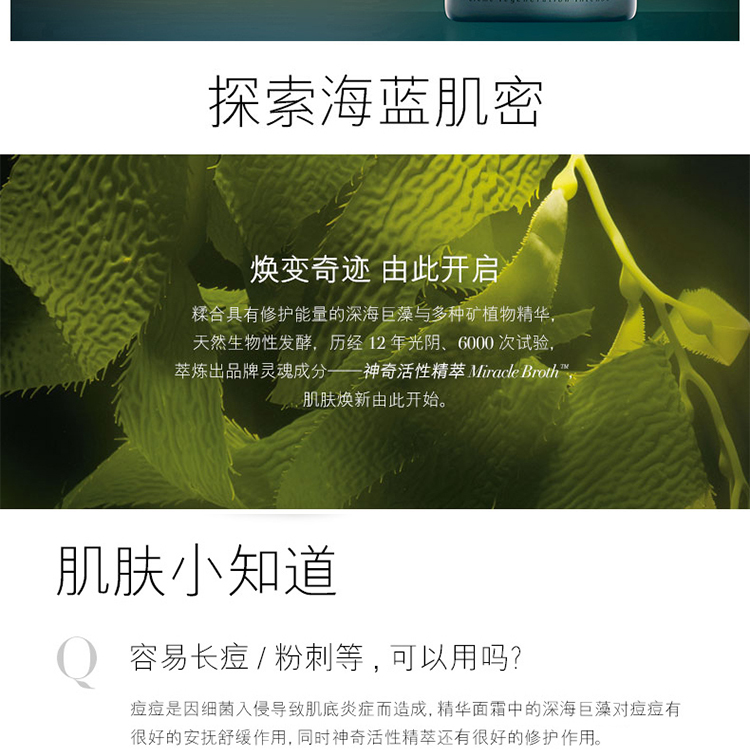 探索海蓝肌密
焕变奇迹 由此开启
糅合具有修护能量的深海巨藻与多种矿植物精华,
天然生物性发酵, 历经 12 年光阴、6000 次试验,
萃炼出品牌灵魂成分——神奇活性精萃 Miracle Broth™,
肌肤焕新由此开始。
肌肤小知道
Q 容易长痘 / 粉刺等 , 可以用吗?
痘痘是因细菌入侵导致肌底炎症而造成, 精华面霜中的深海巨藻对痘痘有
很好的安抚舒缓作用, 同时神奇活性精萃还有很好的修护作用。